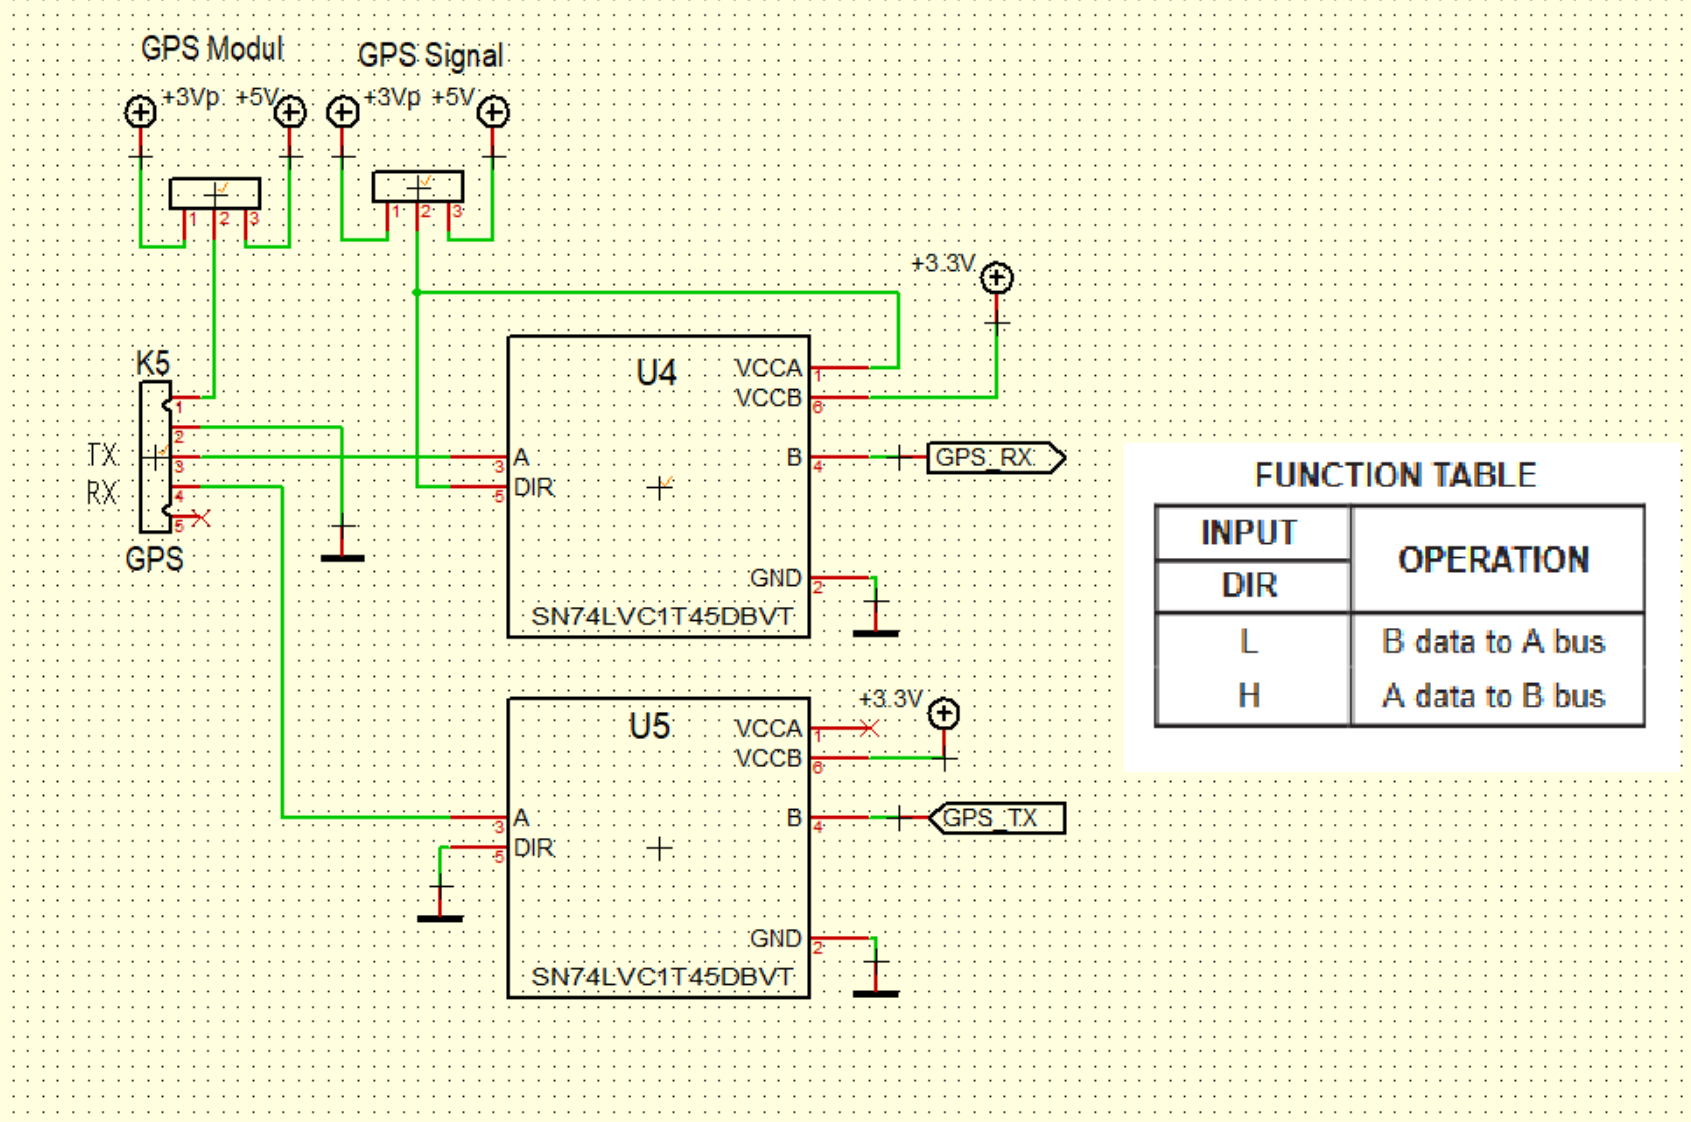 GPS Modul
GPS Signal
+3Vp +5V
+3Vp +5V
1 2 3
1 2 3
+3.3V
K5
1
2
TX 3
RX 4
5
GPS
U4
VCCA 1
VCCB 6
3 A
B 4
GPS_RX
5 DIR
GND 2
SN74LVC1T45DBVT
+3.3V
U5
VCCA 1
VCCB 6
3 A
B 4
GPS_TX
5 DIR
GND 2
SN74LVC1T45DBVT
FUNCTION TABLE
INPUT
OPERATION
DIR
L B data to A bus
H A data to B bus